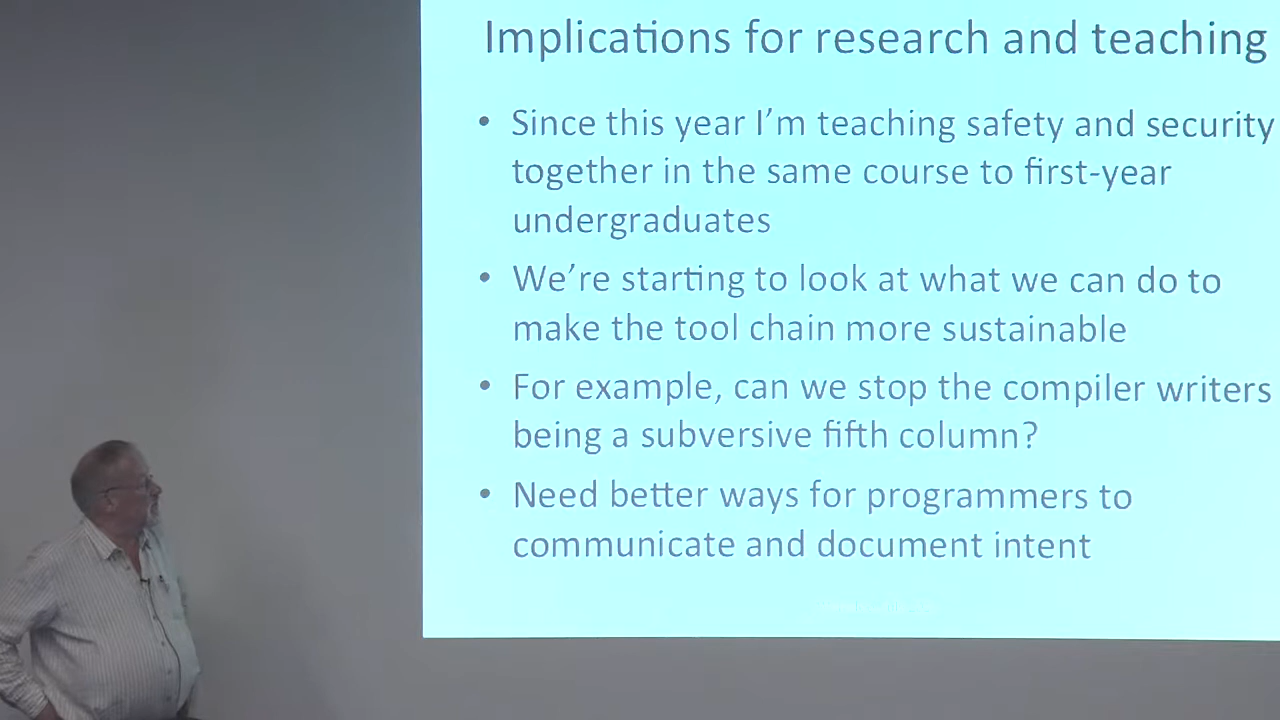 Implications for research and teaching
• Since this year I'm teaching safety and security
together in the same course to first-year
undergraduates
• We're starting to look at what we can do to
make the tool chain more sustainable
• For example, can we stop the compiler writers
being a subversive fifth column?
• Need better ways for programmers to
communicate and document intent